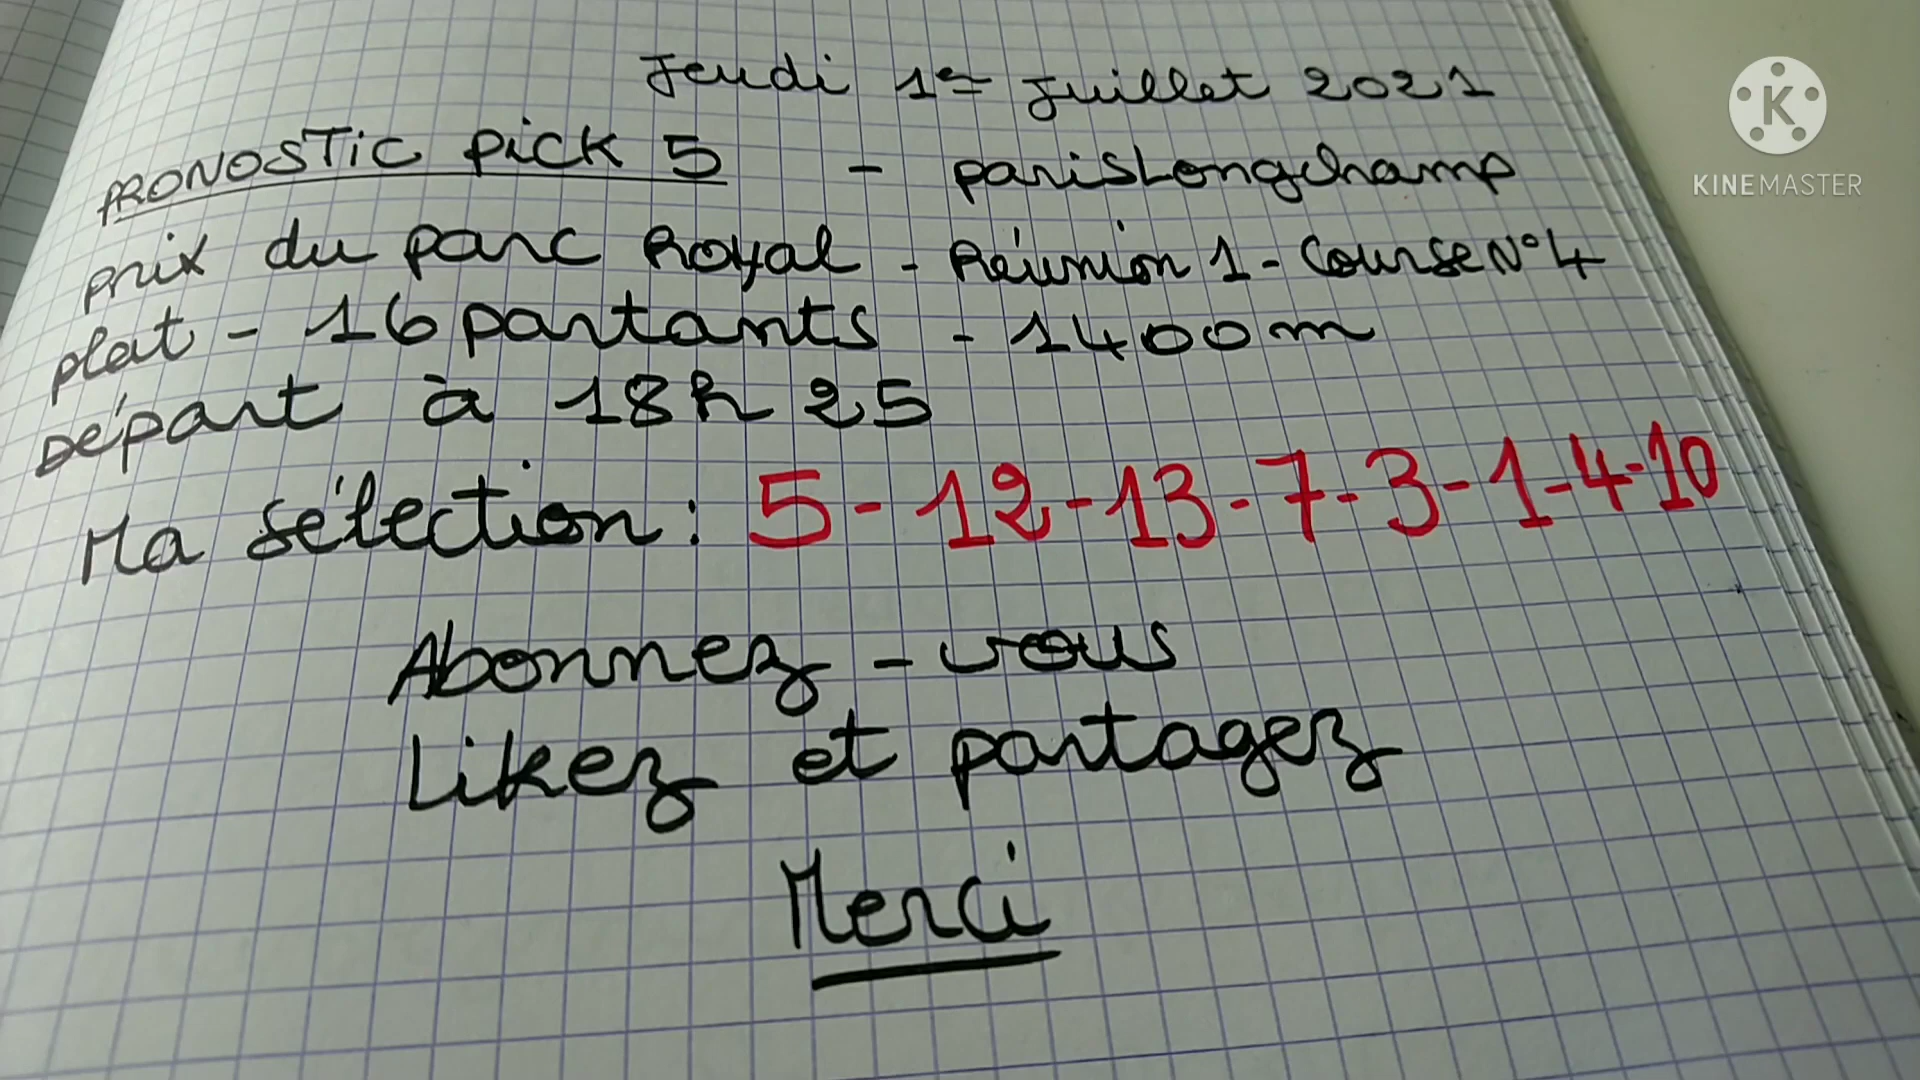 Jeudi 1er Juillet 2021
PRONOSTIC PICK 5 - parisLongchamp
prix du parc Royal - Réunion 1 - Course N°4
plat - 16 partants - 1400m
Départ à 18h25
Ma sélection : 5-12-13-7-3-1-4-10
Abonnez-vous
Likez et partagez
Merci
K
KINEMASTER